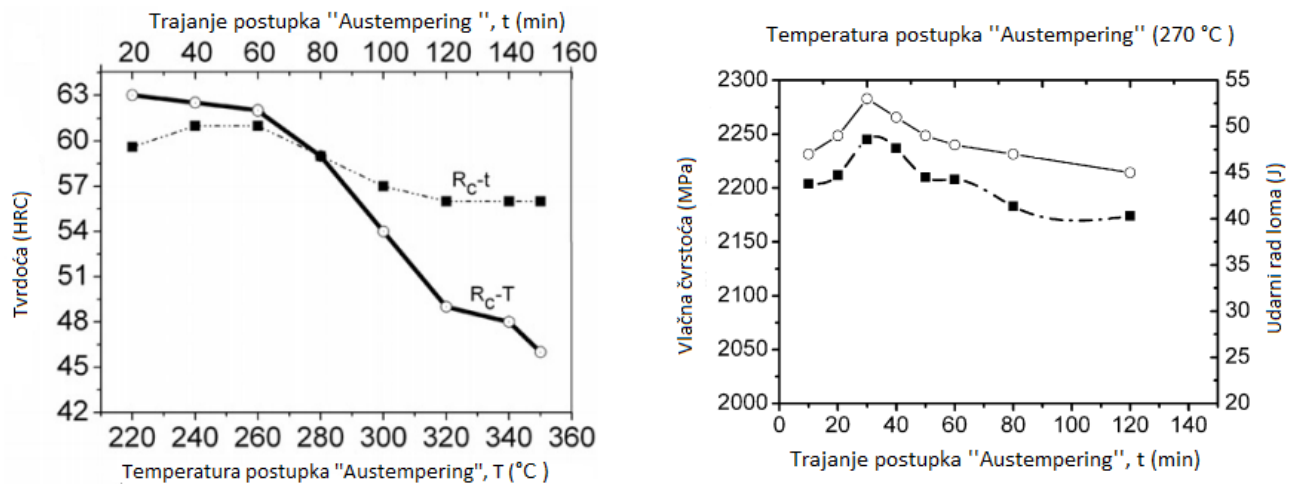 Trajanje postupka "Austempering ", t (min)
20 40 60 80 100 120 140 160
63
60
57
54
51
48
45
42
Tvrdoća (HRC)
R_C-t
R_C-T
220 240 260 280 300 320 340 360
Temperatura postupka "Austempering", T (°C )
Temperatura postupka "Austempering" (270 °C )
2300
2250
2200
2150
2100
2050
2000
Vlačna čvrstoća (MPa)
55
50
45
40
35
30
25
20
Udarni rad loma (J)
0 20 40 60 80 100 120 140
Trajanje postupka "Austempering", t (min)